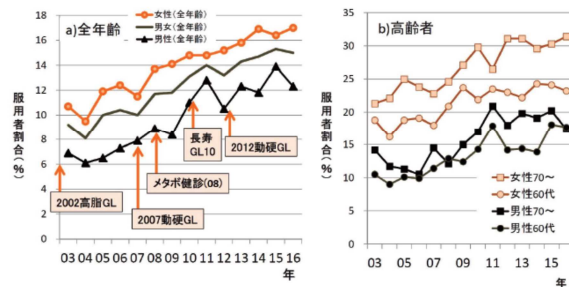 a)全年齢
女性(全年齢)
男女(全年齢)
男性(全年齢)
服用者割合(%)
18
16
14
12
10
8
6
4
2
0
2002高脂GL
2007動硬GL
メタボ健診(08)
長寿
GL10
2012動硬GL
03 04 05 06 07 08 09 10 11 12 13 14 15 16
年
b)高齢者
服用者割合(%)
35
30
25
20
15
10
5
0
女性70～
女性60代
男性70～
男性60代
03 05 07 09 11 13 15
年